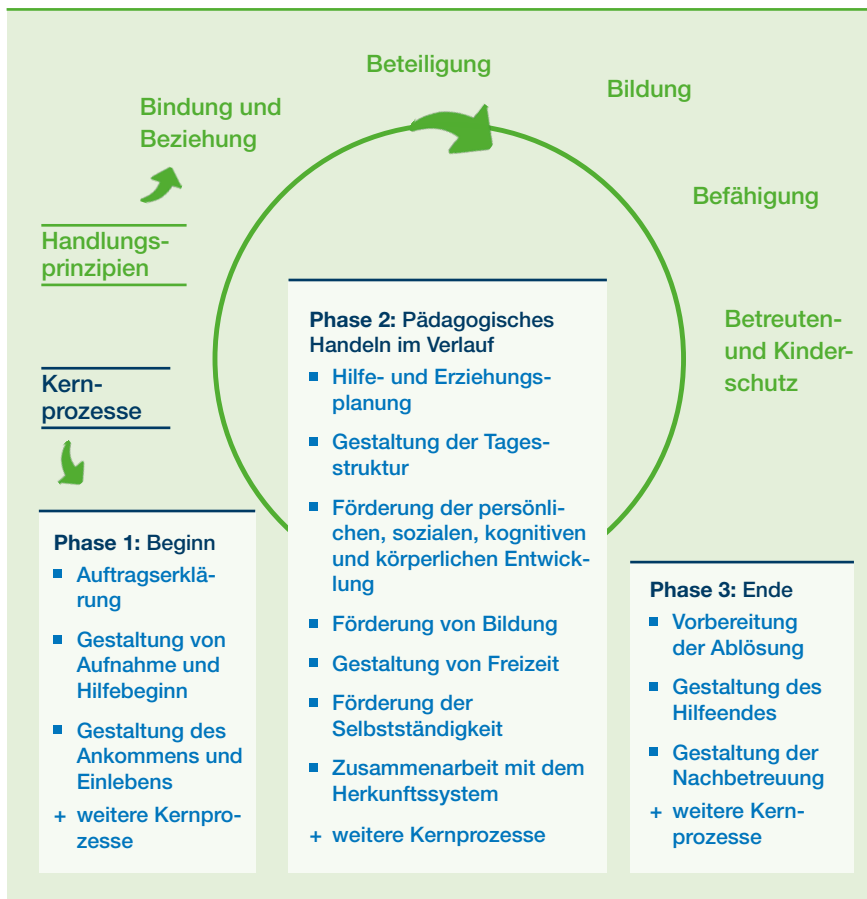 Beteiligung
Bildung
Bindung und
Beziehung
Befähigung
Handlungs-
prinzipien
Betreuten-
und Kinder-
schutz
Kern-
prozesse
Phase 1: Beginn
Auftragserklä-
rung
Gestaltung von
Aufnahme und
Hilfebeginn
Gestaltung des
Ankommens und
Einlebens
+ weitere Kernpro-
zesse
Phase 2: Pädagogisches
Handeln im Verlauf
Hilfe- und Erziehungs-
planung
Gestaltung der Tages-
struktur
Förderung der persönli-
chen, sozialen, kognitiven
und körperlichen Entwick-
lung
Förderung von Bildung
Gestaltung von Freizeit
Förderung der
Selbstständigkeit
Zusammenarbeit mit dem
Herkunftssystem
+ weitere Kernprozesse
Phase 3: Ende
Vorbereitung
der Ablösung
Gestaltung des
Hilfeendes
Gestaltung der
Nachbetreuung
+ weitere Kern-
prozesse